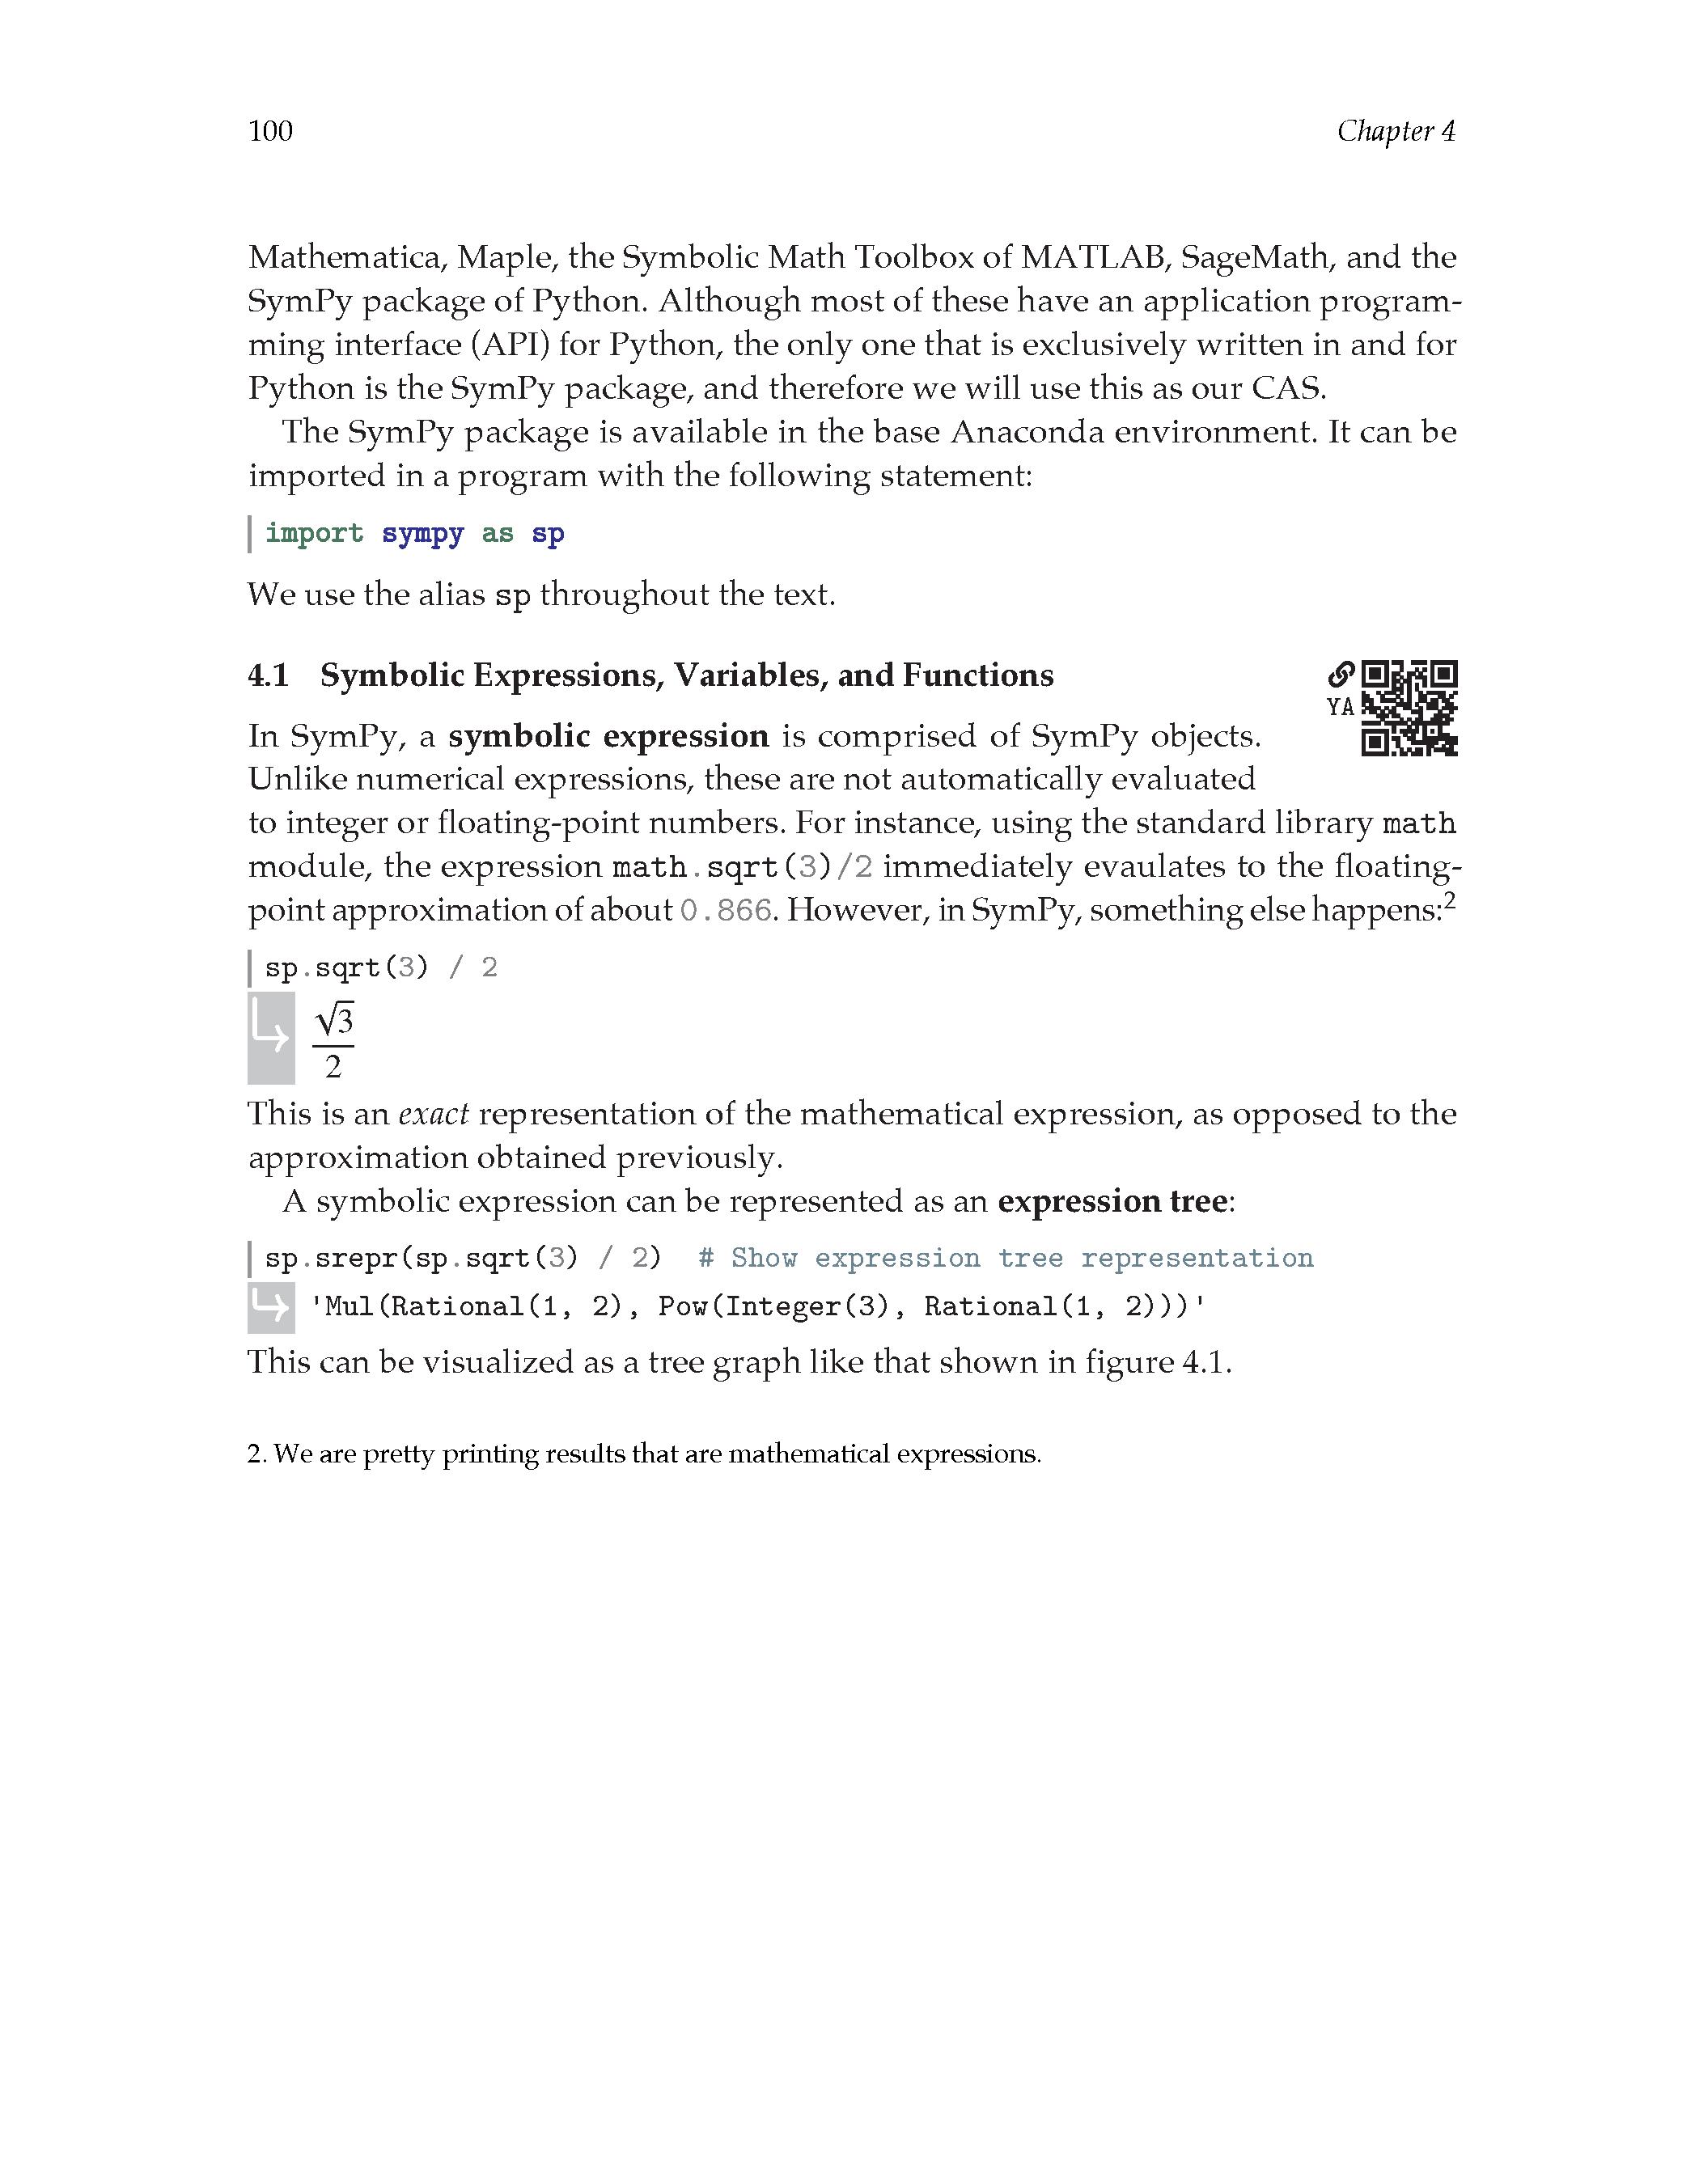 100 Chapter 4
Mathematica, Maple, the Symbolic Math Toolbox of MATLAB, SageMath, and the
SymPy package of Python. Although most of these have an application program-
ming interface (API) for Python, the only one that is exclusively written in and for
Python is the SymPy package, and therefore we will use this as our CAS.
The SymPy package is available in the base Anaconda environment. It can be
imported in a program with the following statement:
import sympy as sp
We use the alias sp throughout the text.
4.1 Symbolic Expressions, Variables, and Functions
YA
In SymPy, a symbolic expression is comprised of SymPy objects.
Unlike numerical expressions, these are not automatically evaluated
to integer or floating-point numbers. For instance, using the standard library math
module, the expression math.sqrt(3)/2 immediately evaulates to the floating-
point approximation of about 0.866. However, in SymPy, something else happens:²
sp.sqrt(3) / 2
√3
2
This is an exact representation of the mathematical expression, as opposed to the
approximation obtained previously.
A symbolic expression can be represented as an expression tree:
sp.srepr(sp.sqrt(3) / 2) # Show expression tree representation
'Mul(Rational(1, 2), Pow(Integer(3), Rational(1, 2)))'
This can be visualized as a tree graph like that shown in figure 4.1.
2. We are pretty printing results that are mathematical expressions.